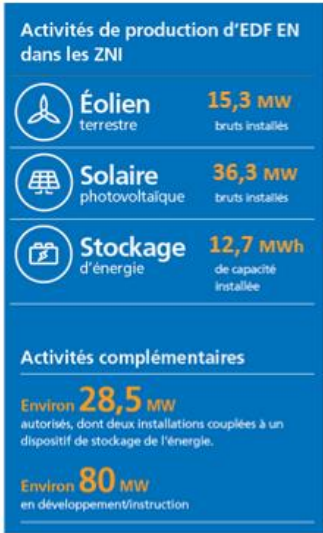 Activités de production d'EDF EN
dans les ZNI
Éolien
terrestre
15,3 MW
bruts installés
Solaire
photovoltaïque
36,3 MW
bruts installés
Stockage
d'énergie
12,7 MWh
de capacité
installée
Activités complémentaires
Environ 28,5 MW
autorisés, dont deux installations couplées à un
dispositif de stockage de l'énergie.
Environ 80 MW
en développement/instruction